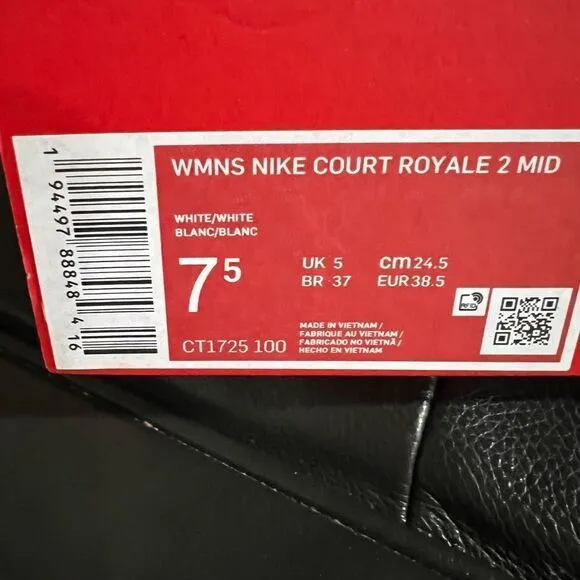 WMNS NIKE COURT ROYALE 2 MID
1 94497 88848 4 16
WHITE/WHITE
BLANC/BLANC
7⁵
UK 5
cm 24.5
BR 37
EUR 38.5
CT1725 100
MADE IN VIETNAM /
FABRIQUE AU VIETNAM /
FABRICADO NO VIETNÃ /
HECHO EN VIETNAM
RFID